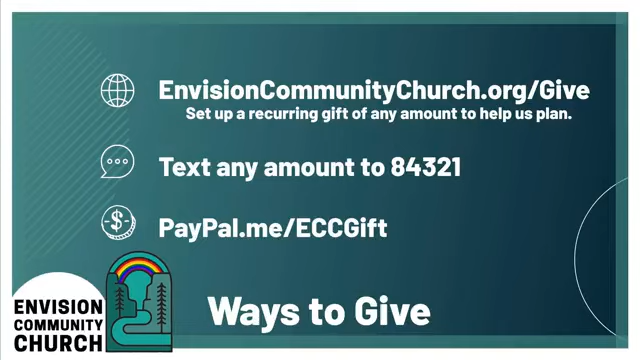 EnvisionCommunityChurch.org/Give
Set up a recurring gift of any amount to help us plan.
Text any amount to 84321
PayPal.me/ECCGift
Ways to Give
ENVISION
COMMUNITY
CHURCH